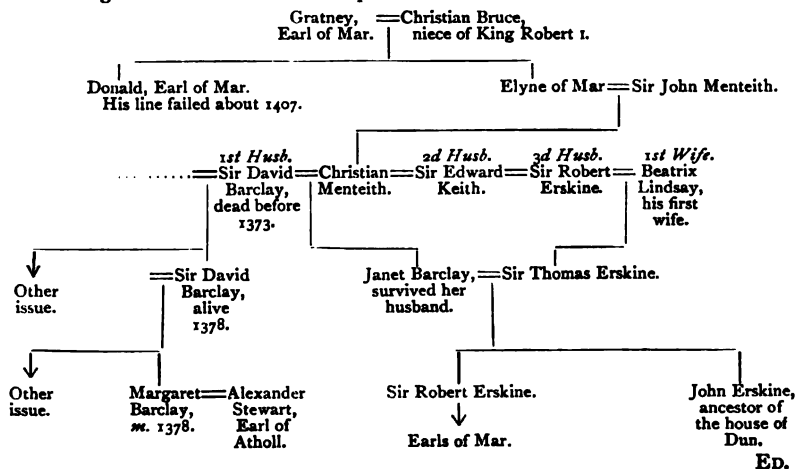 Gratney, Christian Bruce,
Earl of Mar. niece of King Robert I.
Donald, Earl of Mar. Elyne of Mar Sir John Menteith.
His line failed about 1407.
1st Husb. 2d Husb. 3d Husb. 1st Wife.
Sir David Christian Sir Edward Sir Robert Beatrix
Barclay, Menteith. Keith. Erskine. Lindsay,
dead before his first
1373. wife.
Sir David Janet Barclay, Sir Thomas Erskine.
Other Barclay, survived her
issue. alive husband.
1378.
Other Margaret Alexander Sir Robert Erskine. John Erskine,
issue. Barclay, Stewart, ancestor of
m. 1378. Earl of the house of
Atholl. Earls of Mar. Dun.
ED.